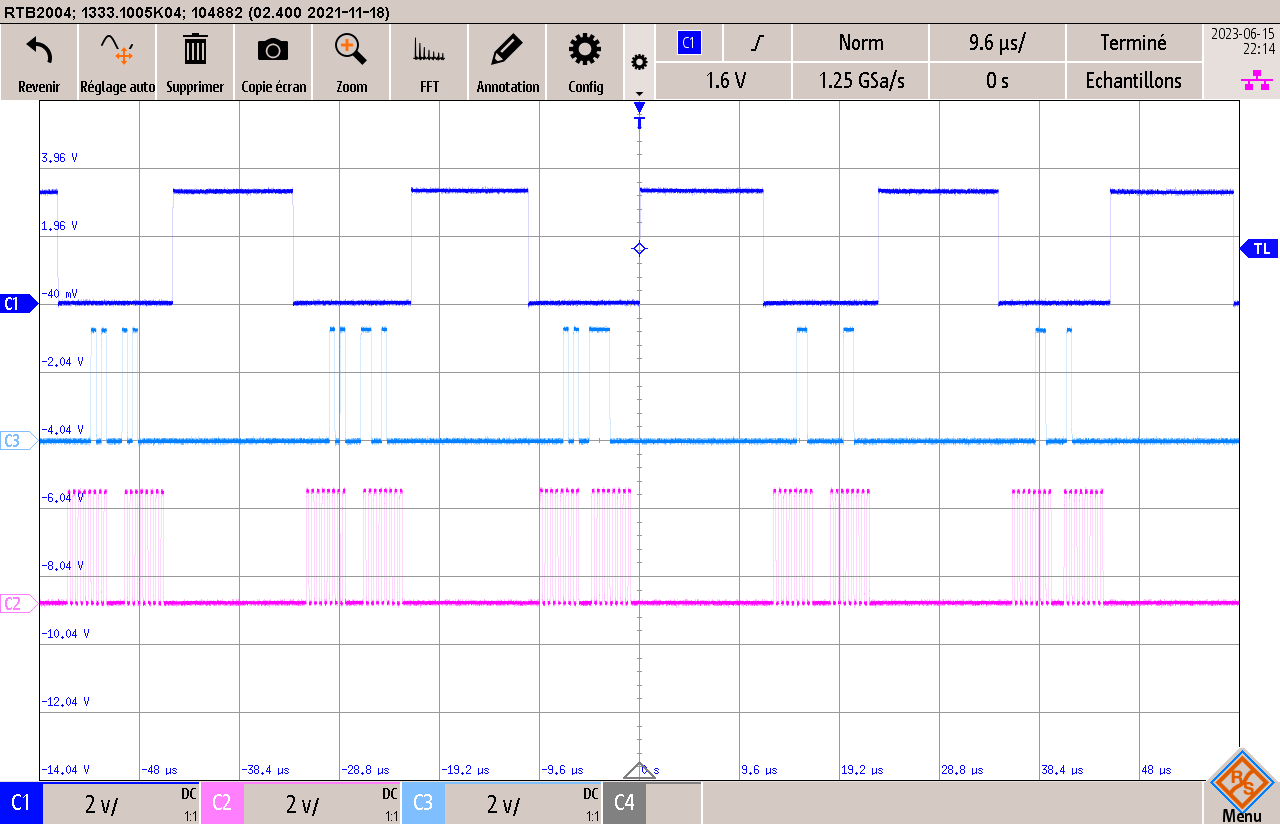 RTB2004; 1333.1005K04; 104882 (02.400 2021-11-18)
Revenir
Réglage auto
Supprimer
Copie écran
Zoom
FFT
Annotation
Config
C1
Norm
9.6 µs/
Terminé
1.6 V
1.25 GSa/s
0 s
Echantillons
2023-06-15
22:14
T
3.96 V
1.96 V
TL
C1
-40 mV
-2.04 V
-4.04 V
C3
-6.04 V
-8.04 V
C2
-10.04 V
-12.04 V
-14.04 V
-48 µs
-38.4 µs
-28.8 µs
-19.2 µs
-9.6 µs
0 s
9.6 µs
19.2 µs
28.8 µs
38.4 µs
48 µs
C1
2 v/
DC
1:1
C2
2 v/
DC
1:1
C3
2 v/
DC
1:1
C4
R S
Menu